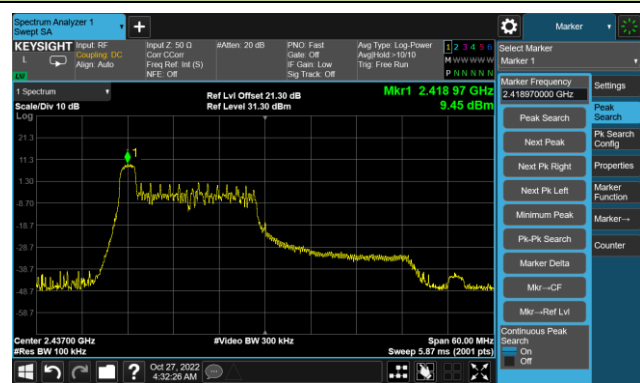 Spectrum Analyzer 1
Swept SA
Marker
KEYSIGHT
L
LV
Input: RF
Coupling: DC
Align: Auto
Input Z: 50 Ω
Corr CCorr
Freq Ref: Int (S)
NFE: Off
#Atten: 20 dB
PNO: Fast
Gate: Off
IF Gain: Low
Sig Track: Off
Avg Type: Log-Power
Avg|Hold:>10/10
Trig: Free Run
1 2 3 4 5 6
M W W W W W
P N N N N N
Select Marker
Marker 1
1 Spectrum
Scale/Div 10 dB
Log
Ref Lvl Offset 21.30 dB
Ref Level 31.30 dBm
Mkr1 2.418 97 GHz
9.45 dBm
1
21.3
11.3
1.30
-8.70
-18.7
-28.7
-38.7
-48.7
-58.7
Center 2.43700 GHz
#Res BW 100 kHz
#Video BW 300 kHz
Span 60.00 MHz
Sweep 5.87 ms (2001 pts)
Marker Frequency
2.418970000 GHz
Peak Search
Next Peak
Next Pk Right
Next Pk Left
Minimum Peak
Pk-Pk Search
Marker Delta
Mkr→CF
Mkr→Ref Lvl
Continuous Peak
Search
On
Off
Settings
Peak
Search
Pk Search
Config
Properties
Marker
Function
Marker→
Counter
?
Oct 27, 2022
4:32:26 AM